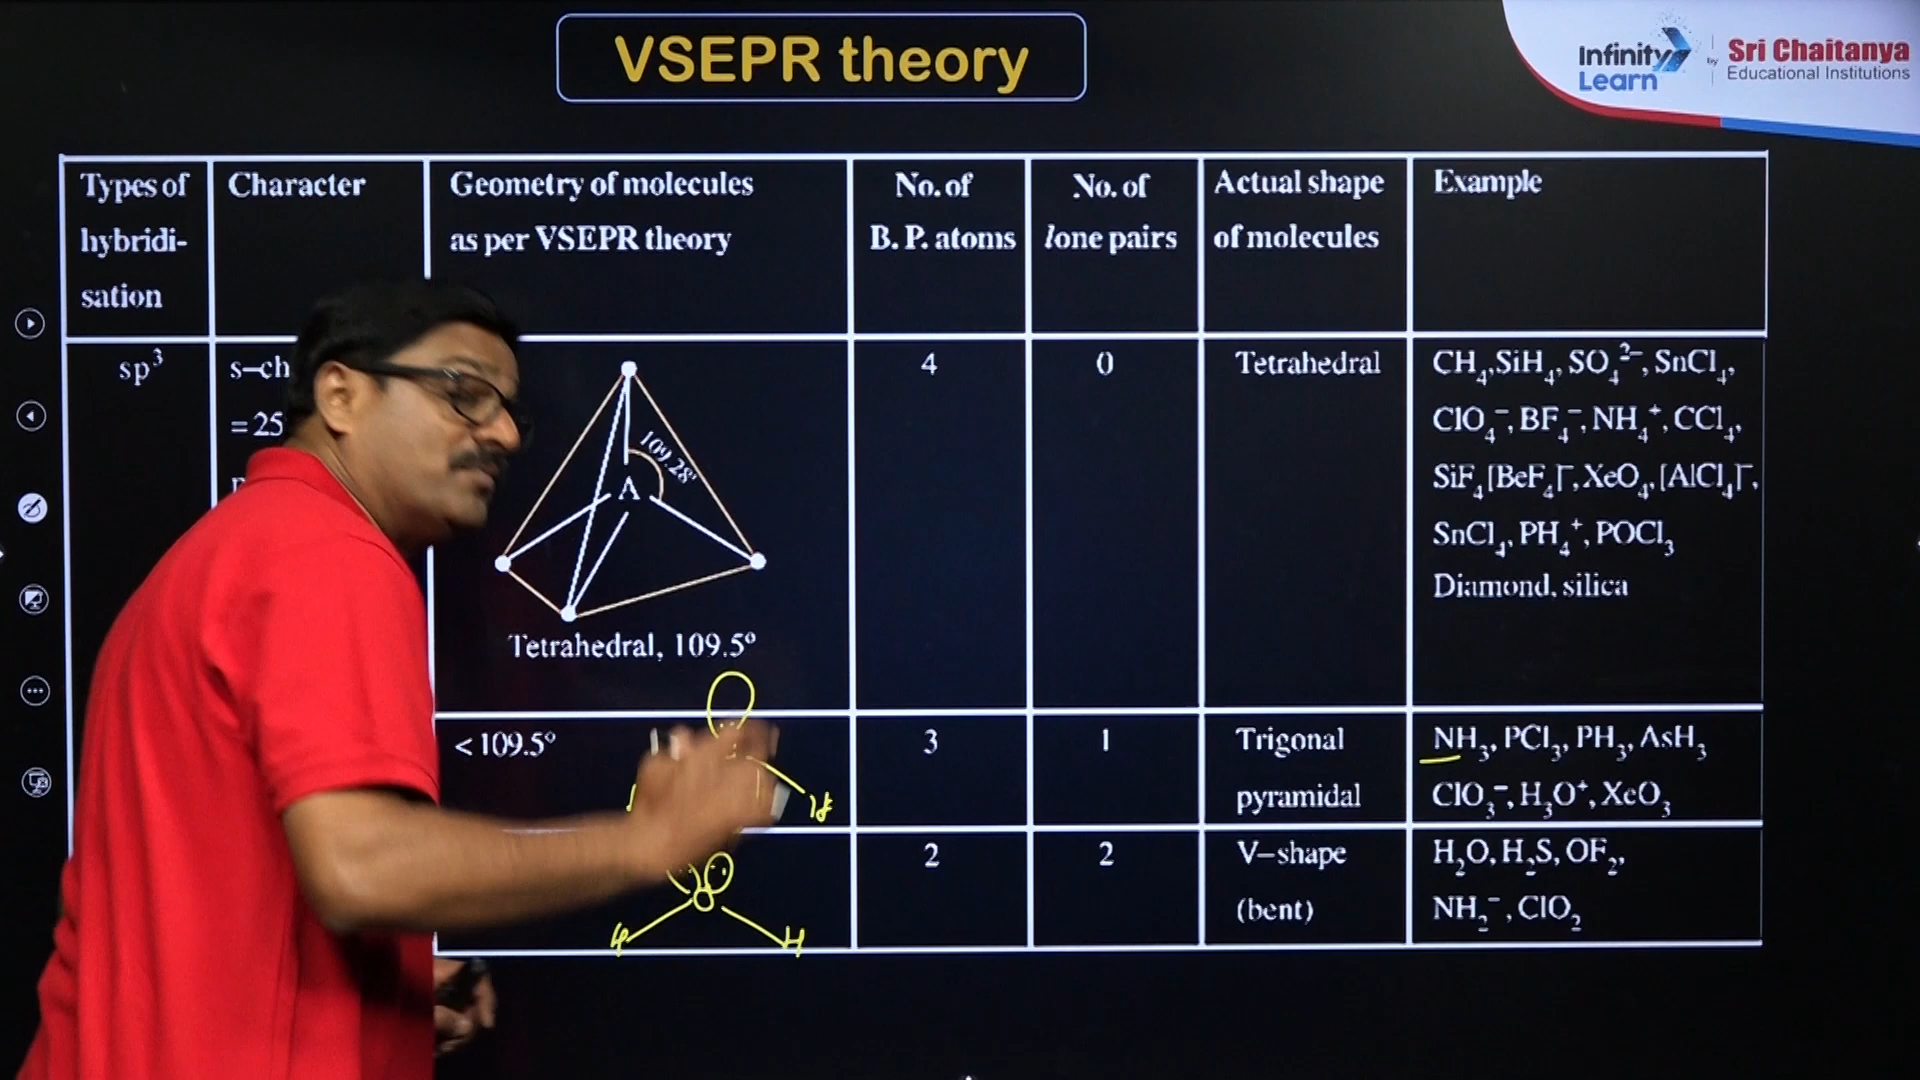 VSEPR theory
Infinity Learn by Sri Chaitanya Educational Institutions
Types of hybridi-sation
Character
Geometry of molecules as per VSEPR theory
No. of B. P. atoms
No. of lone pairs
Actual shape of molecules
Example
sp³
s–ch
= 25
109.28'
A
Tetrahedral, 109.5º
4
0
Tetrahedral
CH₄,SiH₄, SO₄²⁻, SnCl₄,
ClO₄⁻, BF₄⁻, NH₄⁺, CCl₄,
SiF₄[BeF₄]⁻, XeO₄, [AlCl₄]⁻,
SnCl₄, PH₄⁺, POCl₃
Diamond, silica
< 109.5º
3
1
Trigonal
pyramidal
NH₃, PCl₃, PH₃, AsH₃
ClO₃⁻, H₃O⁺, XeO₃
O
H
H
2
2
V–shape
(bent)
H₂O, H₂S, OF₂,
NH₂⁻, ClO₂